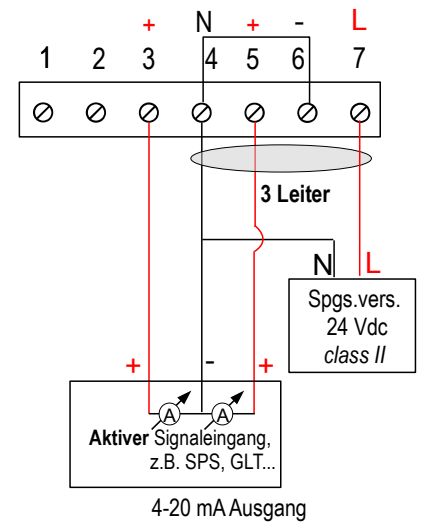 + N + - L
1 2 3 4 5 6 7
3 Leiter
N L
Spgs.vers.
24 Vdc
class II
+ - +
A A
Aktiver Signaleingang,
z.B. SPS, GLT...
4-20 mA Ausgang